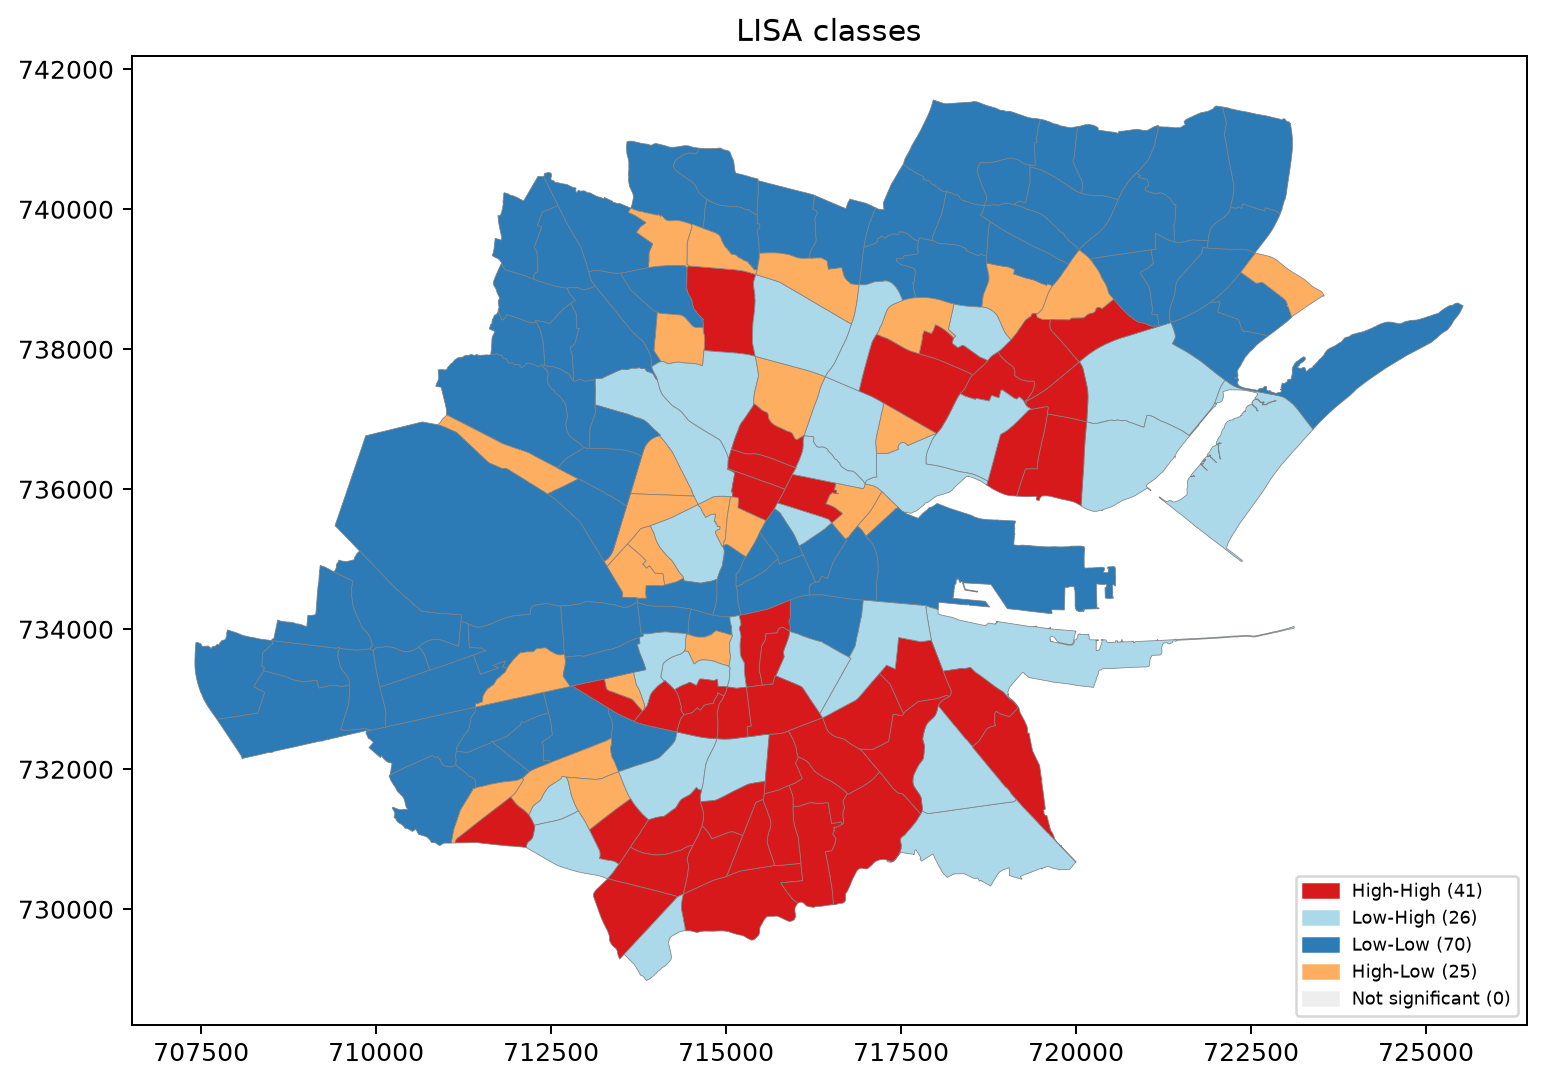 LISA classes
742000
740000
738000
736000
734000
732000
730000
707500 710000 712500 715000 717500 720000 722500 725000
High-High (41)
Low-High (26)
Low-Low (70)
High-Low (25)
Not significant (0)